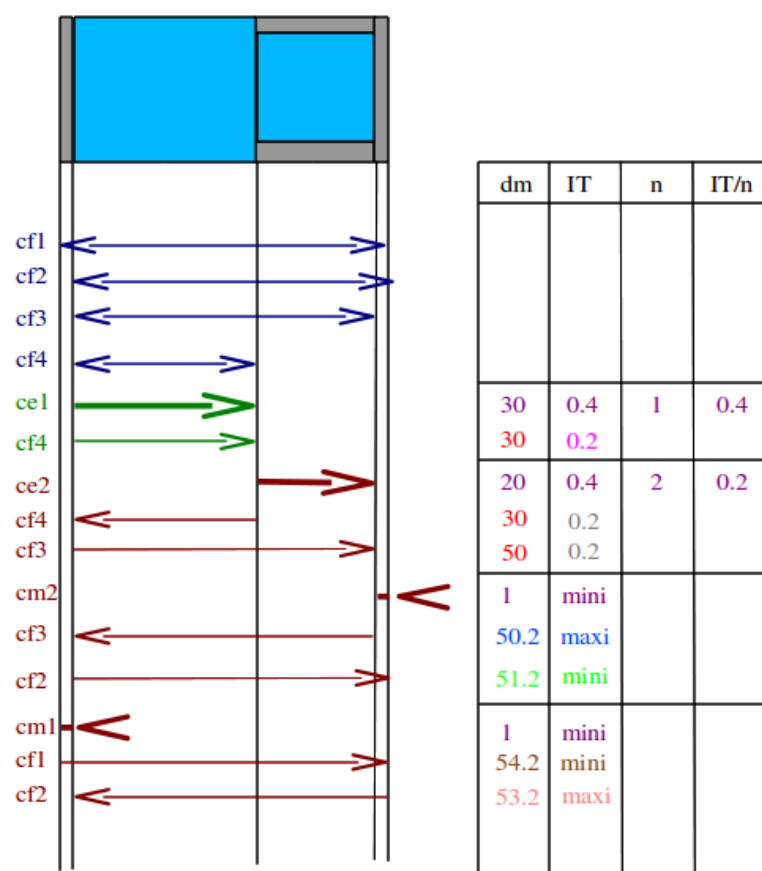 dm IT n IT/n
cf1
cf2
cf3
cf4
ce1 30 0.4 1 0.4
cf4 30 0.2
ce2 20 0.4 2 0.2
cf4 30 0.2
cf3 50 0.2
cm2 1 mini
cf3 50.2 maxi
cf2 51.2 mini
cm1 1 mini
cf1 54.2 mini
cf2 53.2 maxi